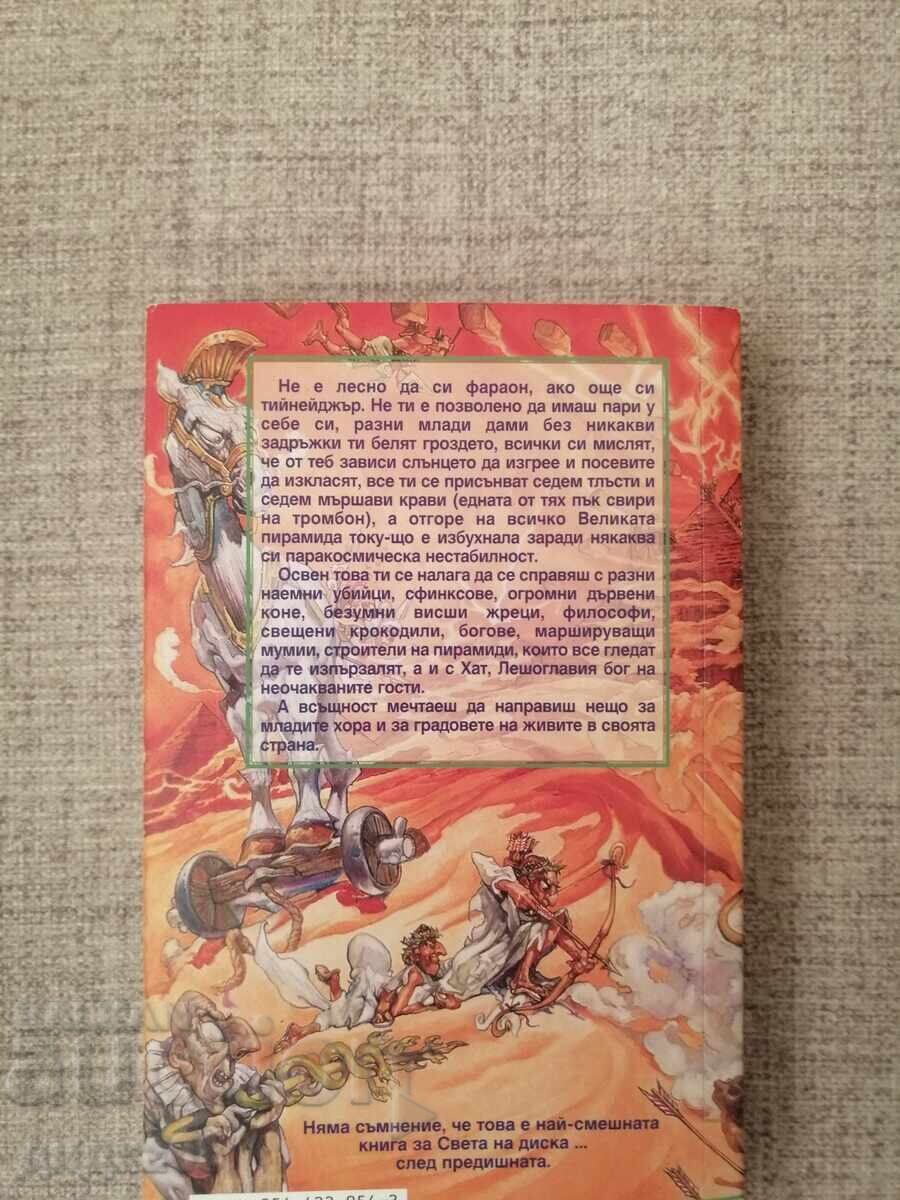 Не е лесно да си фараон, ако още си
тийнейджър. Не ти е позволено да имаш пари у
себе си, разни млади дами без никакви
задръжки ти белят гроздето, всички си мислят,
че от теб зависи слънцето да изгрее и посевите
да изкласят, все ти се присънват седем тлъсти и
седем мършави крави (едната от тях пък свири
на тромбон), а отгоре на всичко Великата
пирамида току-що е избухнала заради някаква
си паракосмическа нестабилност.
Освен това ти се налага да се справяш с разни
наемни убийци, сфинксове, огромни дървени
коне, безумни висши жреци, философи,
свещени крокодили, богове, маршируващи
мумии, строители на пирамиди, които все гледат
да те изпързалят, а и с Хат, Лешоглавия бог на
неочакваните гости.
А всъщност мечтаеш да направиш нещо за
младите хора и за градовете на живите в своята
страна.
Няма съмнение, че това е най-смешната
книга за Света на диска ...
след предишната.